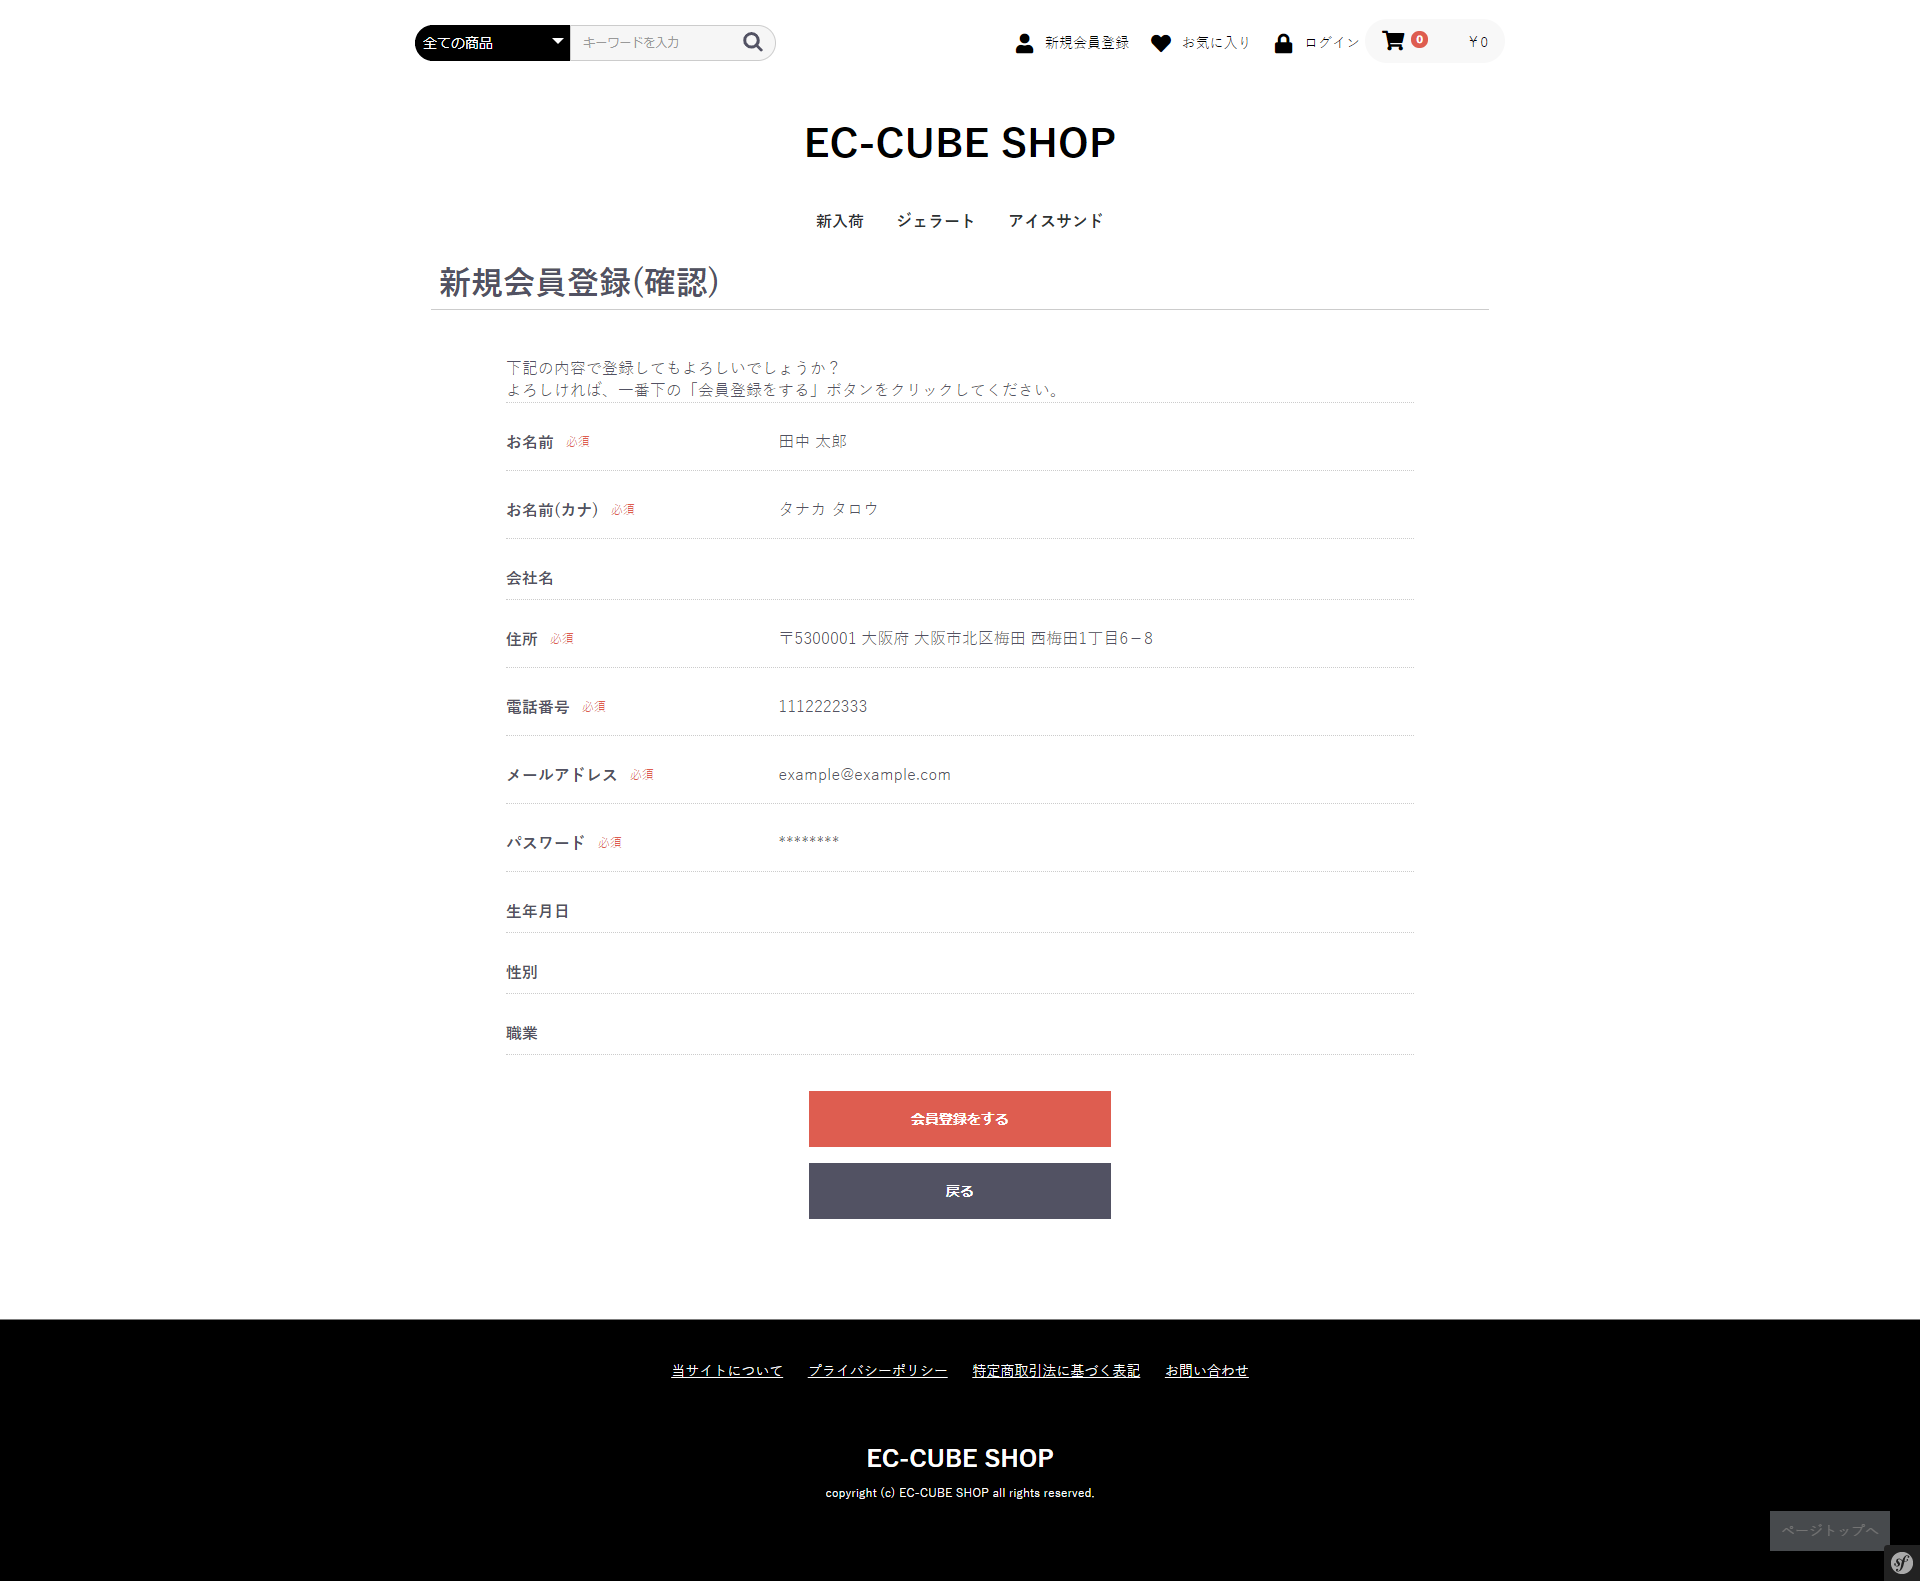 全ての商品
キーワードを入力
新規会員登録
お気に入り
ログイン
0
￥0
EC-CUBE SHOP
新入荷
ジェラート
アイスサンド
新規会員登録(確認)
下記の内容で登録してもよろしいでしょうか？
よろしければ、一番下の「会員登録をする」ボタンをクリックしてください。
お名前 必須 田中 太郎
お名前(カナ) 必須 タナカ タロウ
会社名
住所 必須 〒5300001 大阪府 大阪市北区梅田 西梅田1丁目6－8
電話番号 必須 1112222333
メールアドレス 必須 example@example.com
パスワード 必須 ********
生年月日
性別
職業
会員登録をする
戻る
当サイトについて
プライバシーポリシー
特定商取引法に基づく表記
お問い合わせ
EC-CUBE SHOP
copyright (c) EC-CUBE SHOP all rights reserved.
ページトップへ
sf